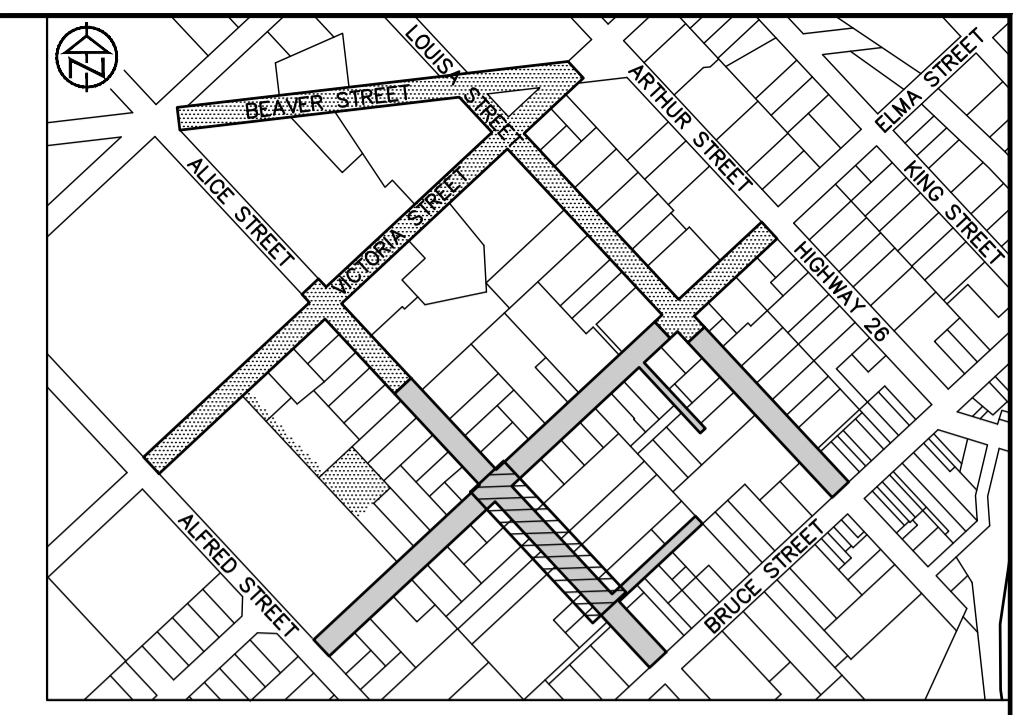 LOUISA STREET
BEAVER STREET
ARTHUR STREET
ELMA STREET
ALICE STREET
VICTORIA STREET
KING STREET
HIGHWAY 26
ALFRED STREET
BRUCE STREET
N